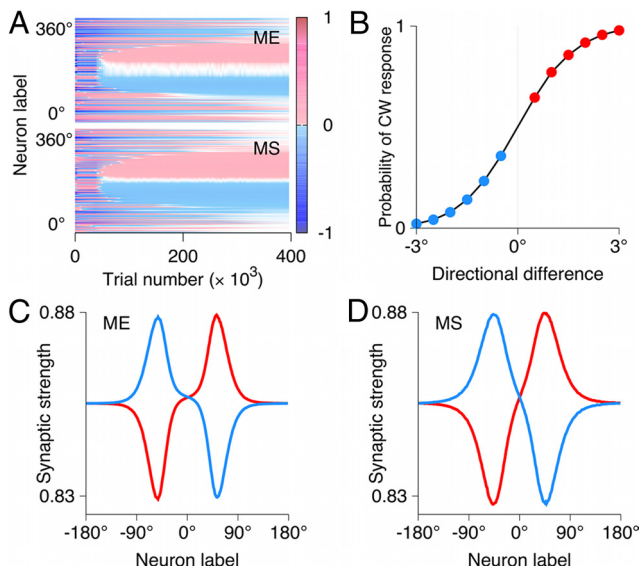 A
360°
ME
Neuron label
0°
360°
MS
0°
0
200
400
Trial number (× 10³)
1
0
-1
B
1
Probability of CW response
0
-3°
0°
3°
Directional difference
C
0.88
ME
Synaptic strength
0.83
-180°
-90°
0°
90°
180°
Neuron label
D
0.88
MS
Synaptic strength
0.83
-180°
-90°
0°
90°
180°
Neuron label